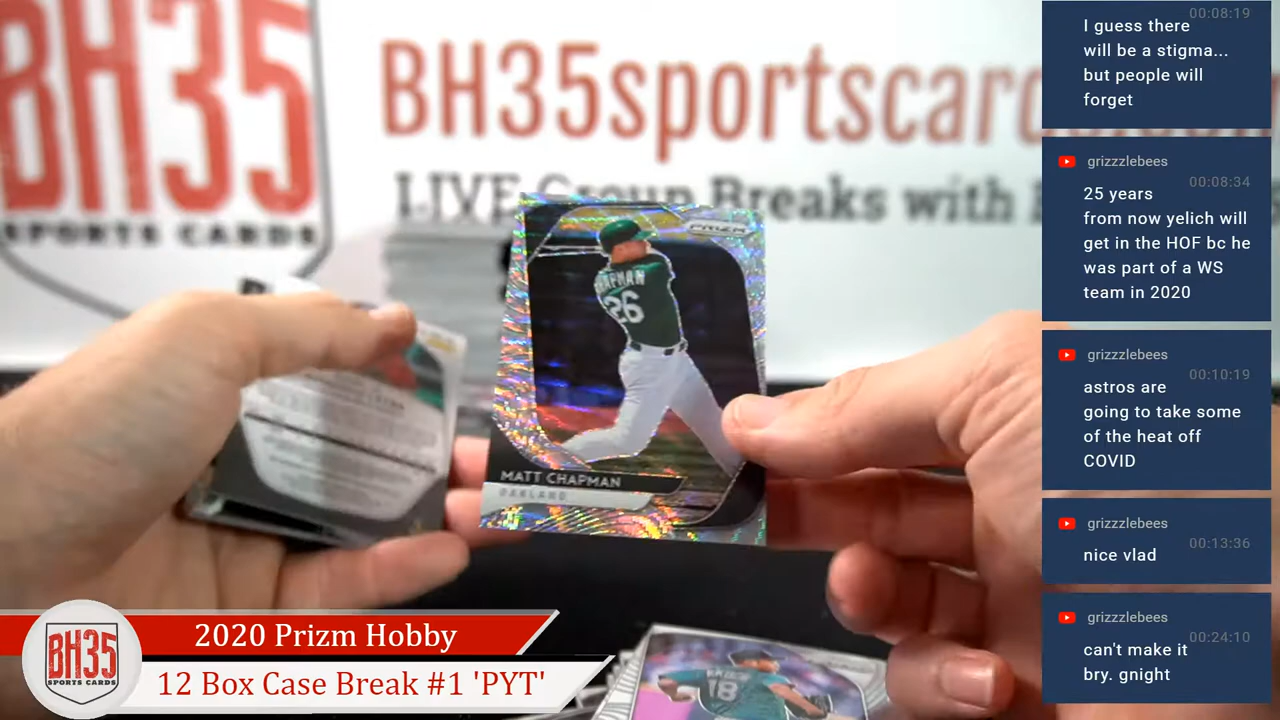 BH35
SPORTS CARDS
BH35sportscar
LIVE Group Breaks with
PRIZM
CHAPMAN
26
MATT CHAPMAN
OAKLAND
18
2020 Prizm Hobby
12 Box Case Break #1 'PYT'
BH35
SPORTS CARDS
00:08:19
I guess there
will be a stigma...
but people will
forget
grizzzlebees
00:08:34
25 years
from now yelich will
get in the HOF bc he
was part of a WS
team in 2020
grizzzlebees
00:10:19
astros are
going to take some
of the heat off
COVID
grizzzlebees
00:13:36
nice vlad
grizzzlebees
00:24:10
can't make it
bry. gnight